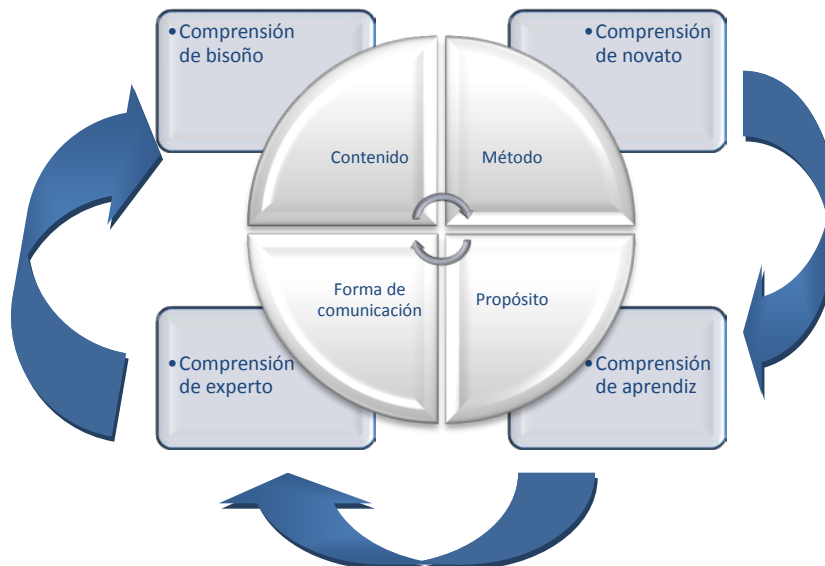 • Comprensión
de bisoño
• Comprensión
de novato
Contenido
Método
Forma de
comunicación
Propósito
• Comprensión
de experto
• Comprensión
de aprendiz